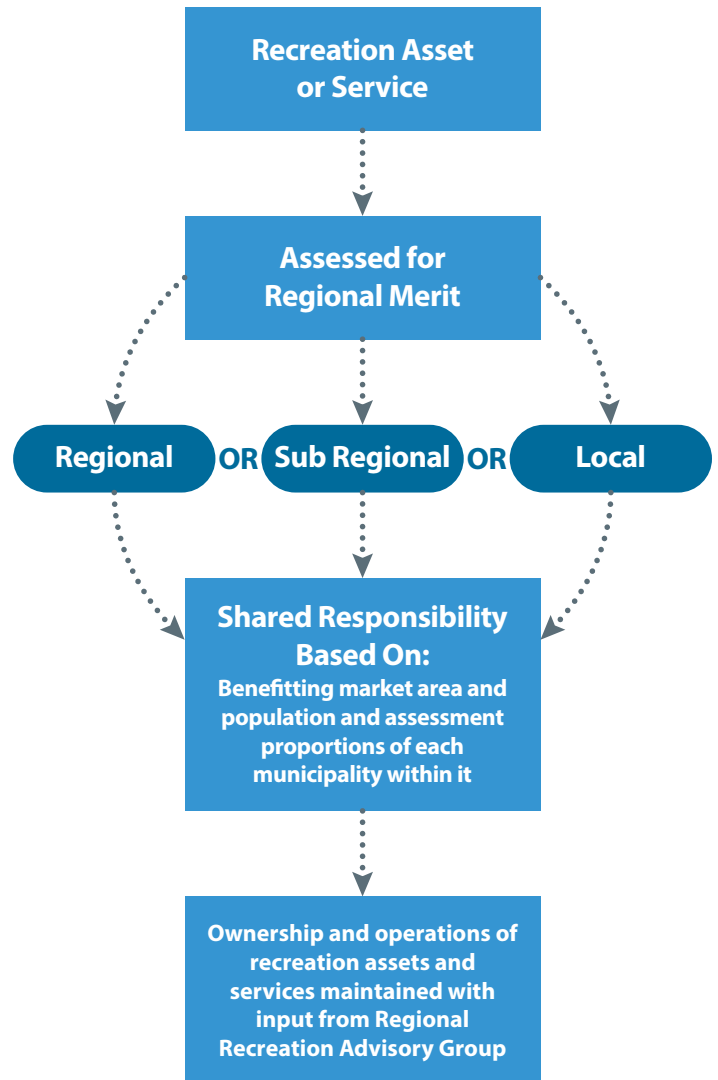 Recreation Asset
or Service
Assessed for
Regional Merit
Regional OR Sub Regional OR Local
Shared Responsibility
Based On:
Benefitting market area and
population and assessment
proportions of each
municipality within it
Ownership and operations of
recreation assets and
services maintained with
input from Regional
Recreation Advisory Group